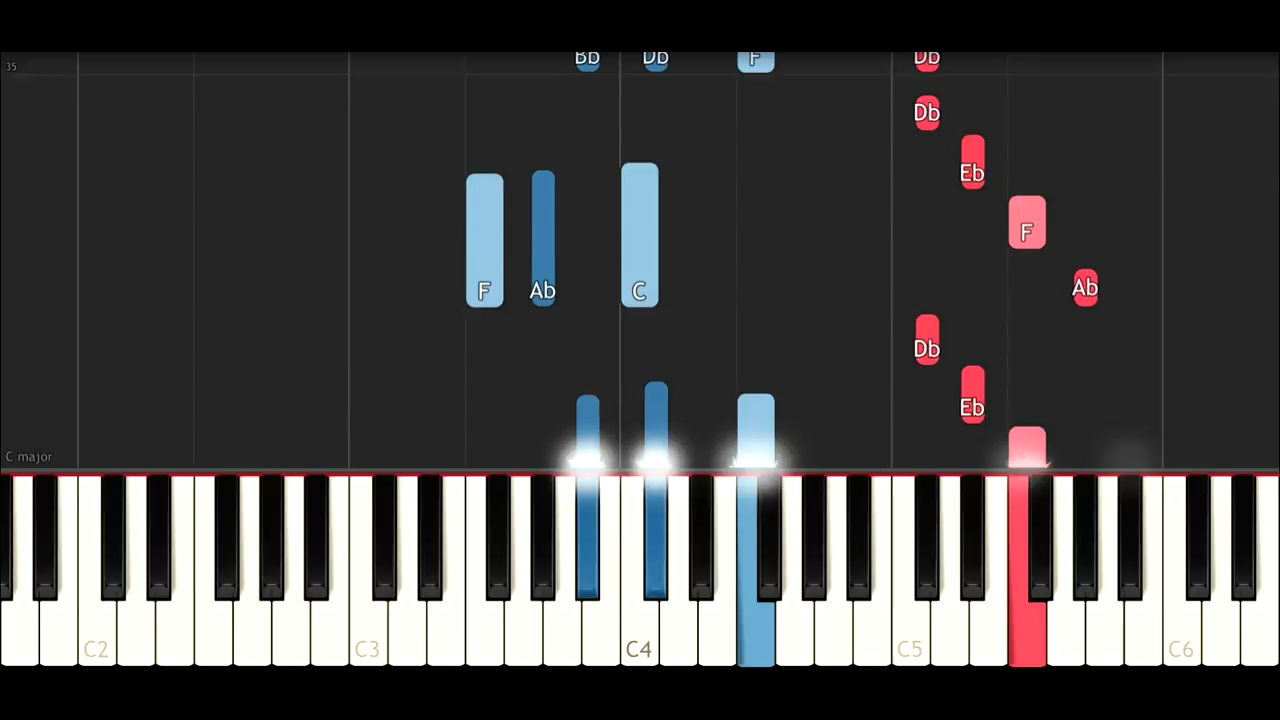 Bb Db F Db
35
Db
Eb
F
F Ab C Ab
Db
Eb
C major
C2 C3 C4 C5 C6